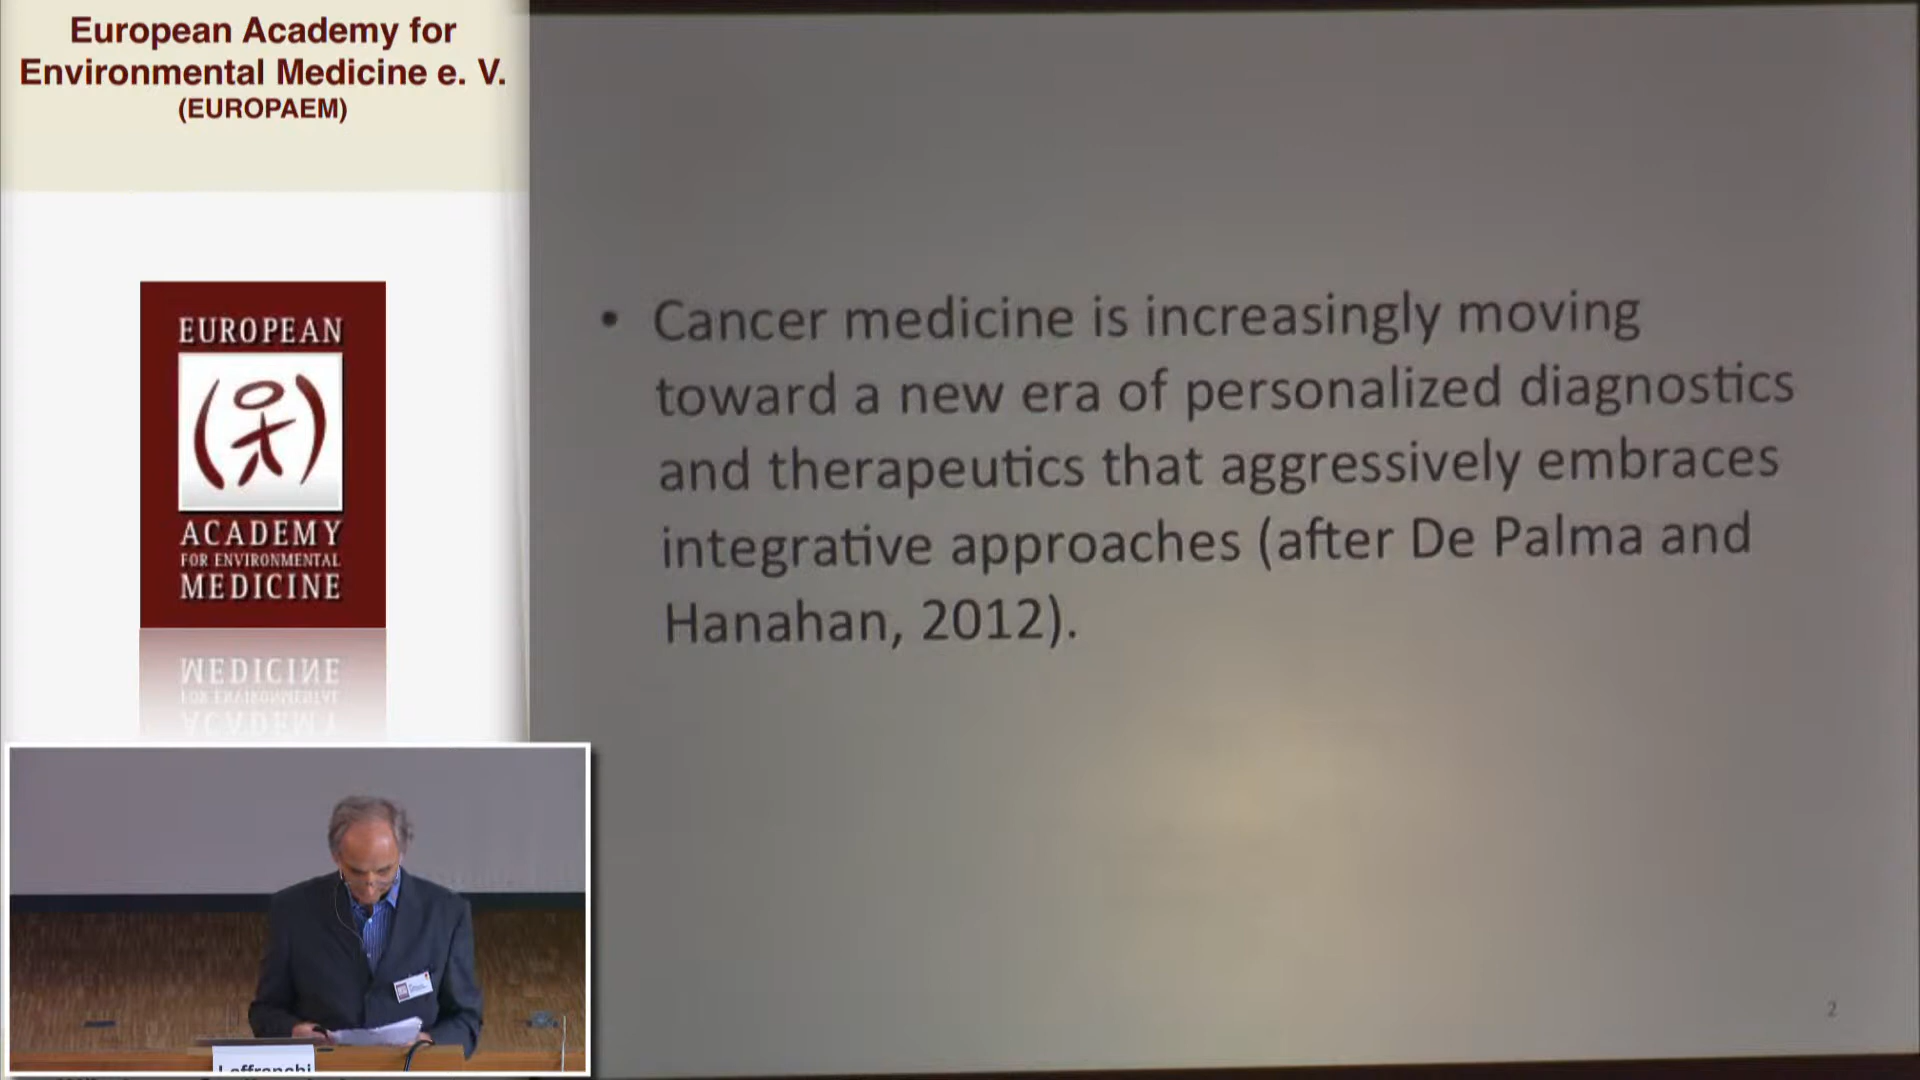 European Academy for
Environmental Medicine e. V.
(EUROPAEM)
EUROPEAN
ACADEMY
FOR ENVIRONMENTAL
MEDICINE
• Cancer medicine is increasingly moving
toward a new era of personalized diagnostics
and therapeutics that aggressively embraces
integrative approaches (after De Palma and
Hanahan, 2012).
2